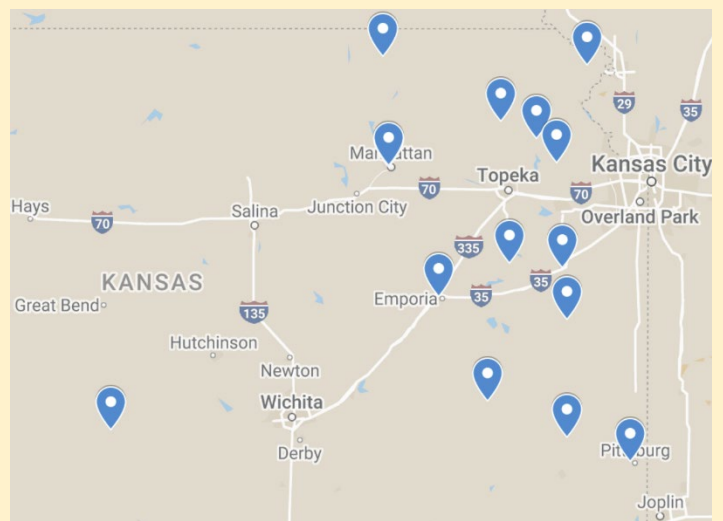 29
35
Manhattan
Kansas City
Topeka
70
70
Hays
Salina
Junction City
Overland Park
70
335
KANSAS
35
35
Great Bend
Emporia
135
Hutchinson
Newton
Wichita
Derby
Pittsburg
Joplin